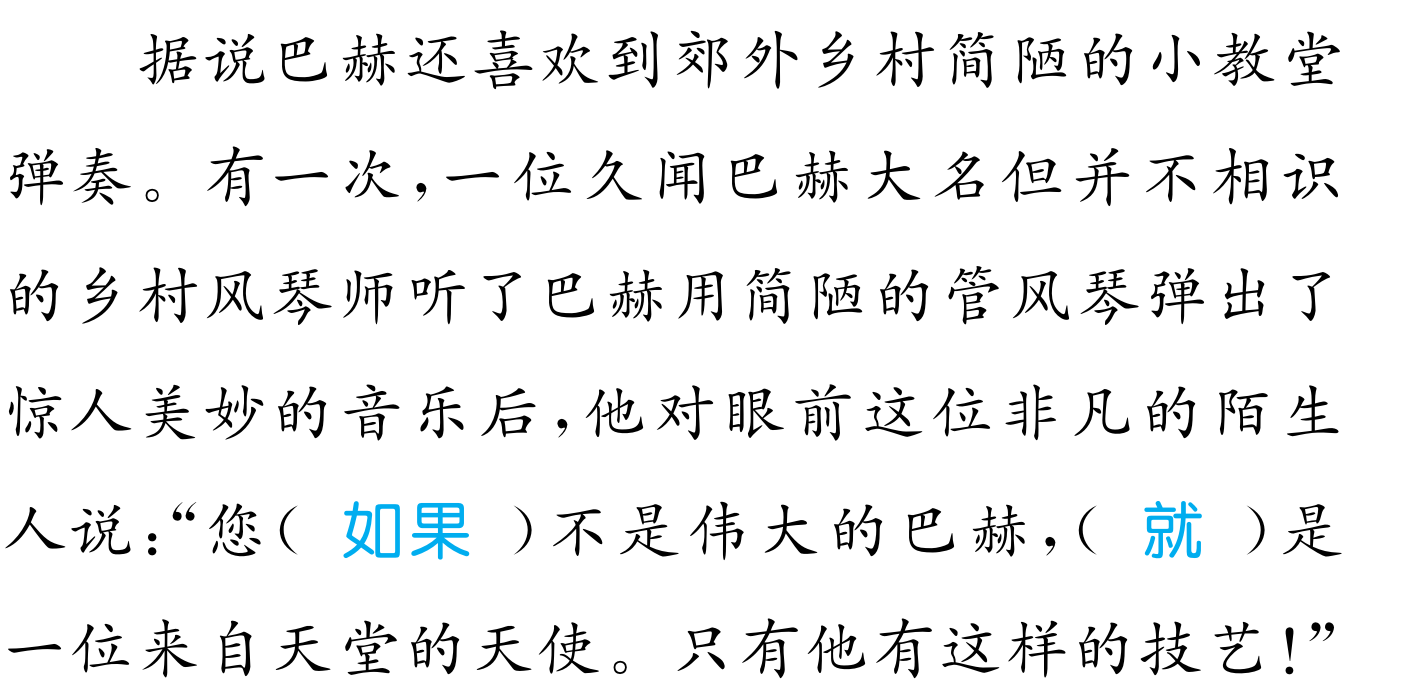 据说巴赫还喜欢到郊外乡村简陋的小教堂
弹奏。有一次,一位久闻巴赫大名但并不相识
的乡村风琴师听了巴赫用简陋的管风琴弹出了
惊人美妙的音乐后,他对眼前这位非凡的陌生
人说:“您( 如果 )不是伟大的巴赫,( 就 )是
一位来自天堂的天使。只有他有这样的技艺!”